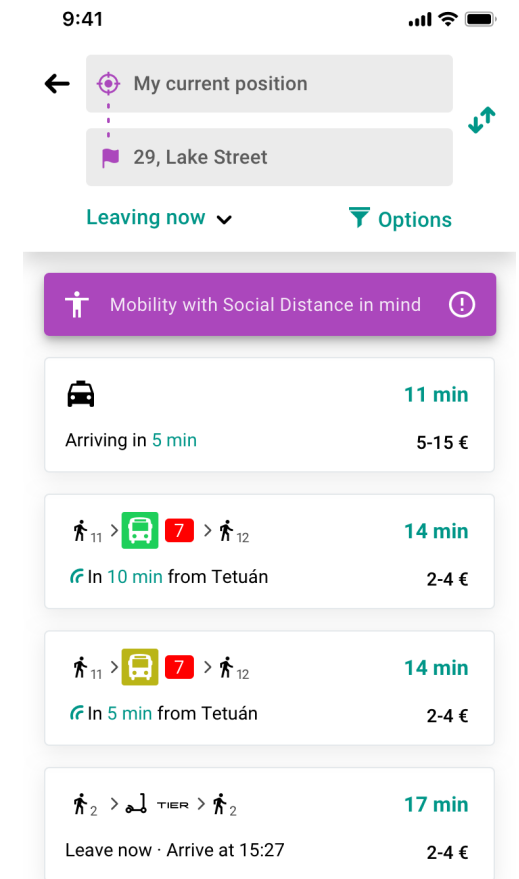 9:41
My current position
29, Lake Street
Leaving now
Options
Mobility with Social Distance in mind
11 min
Arriving in 5 min
5-15 €
11 > 7 > 12
14 min
In 10 min from Tetuán
2-4 €
11 > 7 > 12
14 min
In 5 min from Tetuán
2-4 €
2 > TIER > 2
17 min
Leave now · Arrive at 15:27
2-4 €